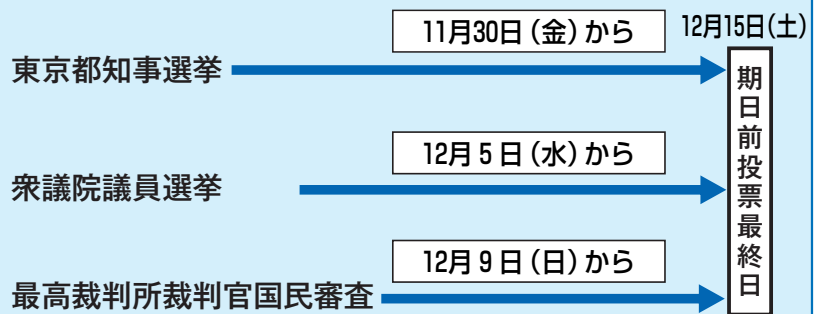 11月30日(金)から
12月15日(土)
東京都知事選挙
12月5日(水)から
衆議院議員選挙
12月9日(日)から
最高裁判所裁判官国民審査
期日前投票最終日